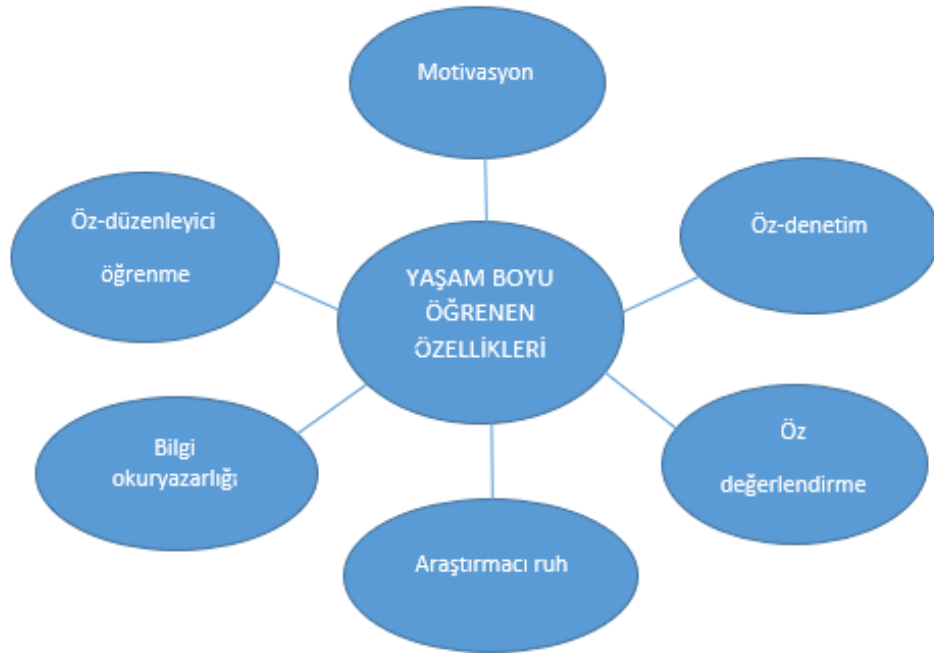 Motivasyon
Öz-düzenleyici
öğrenme
Öz-denetim
YAŞAM BOYU
ÖĞRENEN
ÖZELLİKLERİ
Bilgi
okuryazarlığı
Öz
değerlendirme
Araştırmacı ruh